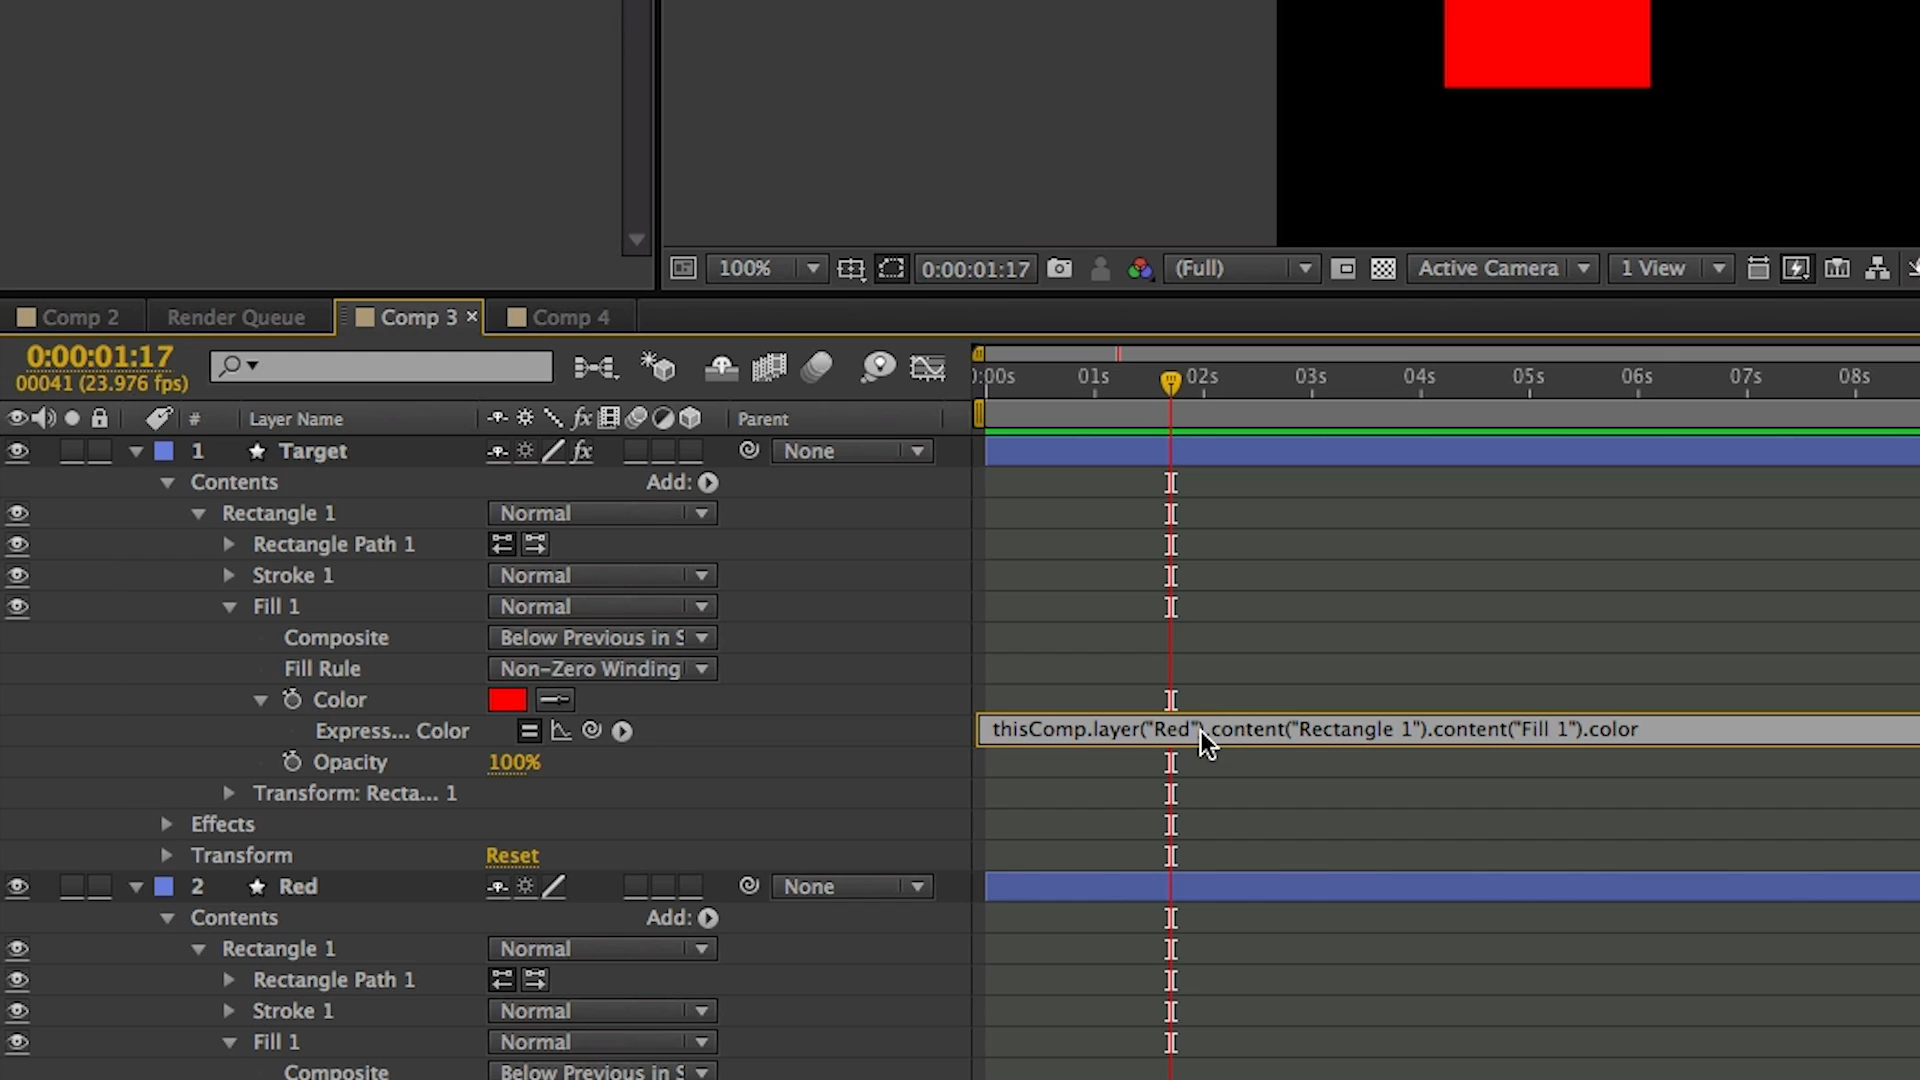 100%
0:00:01:17
(Full)
Active Camera
1 View
Comp 2
Render Queue
Comp 3 ×
Comp 4
0:00:01:17
00041 (23.976 fps)
:00s 01s 02s 03s 04s 05s 06s 07s 08s
# Layer Name fx Parent
1 Target fx None
Contents Add:
Rectangle 1 Normal
Rectangle Path 1
Stroke 1 Normal
Fill 1 Normal
Composite Below Previous in S
Fill Rule Non-Zero Winding
Color
Express... Color thisComp.layer("Red").content("Rectangle 1").content("Fill 1").color
Opacity 100%
Transform: Recta... 1
Effects
Transform Reset
2 Red None
Contents Add:
Rectangle 1 Normal
Rectangle Path 1
Stroke 1 Normal
Fill 1 Normal
Composite Below Previous in S